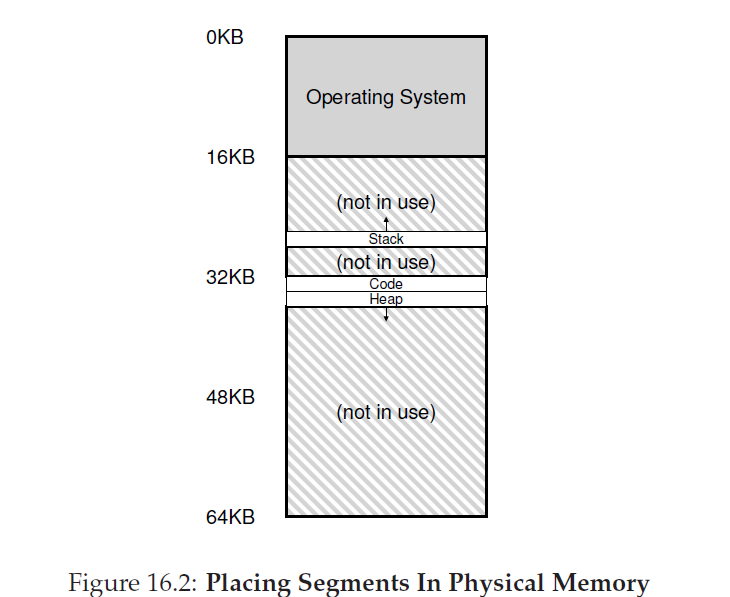 0KB
Operating System
16KB
(not in use)
Stack
(not in use)
32KB
Code
Heap
48KB
(not in use)
64KB
Figure 16.2: Placing Segments In Physical Memory